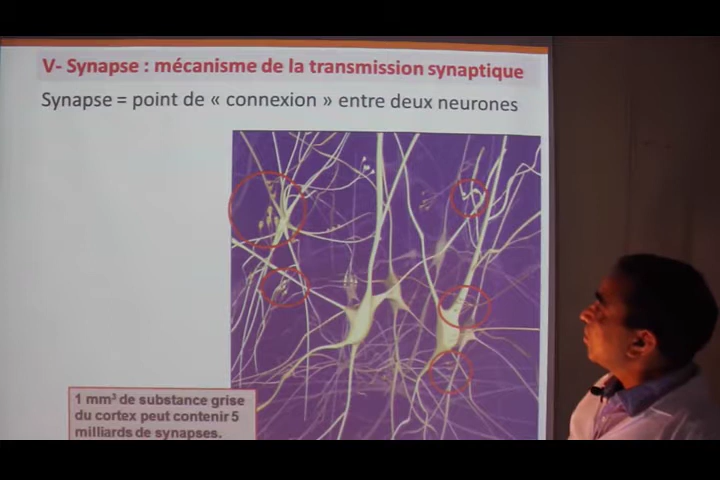 V- Synapse : mécanisme de la transmission synaptique
Synapse = point de « connexion » entre deux neurones
1 mm³ de substance grise
du cortex peut contenir 5
milliards de synapses.